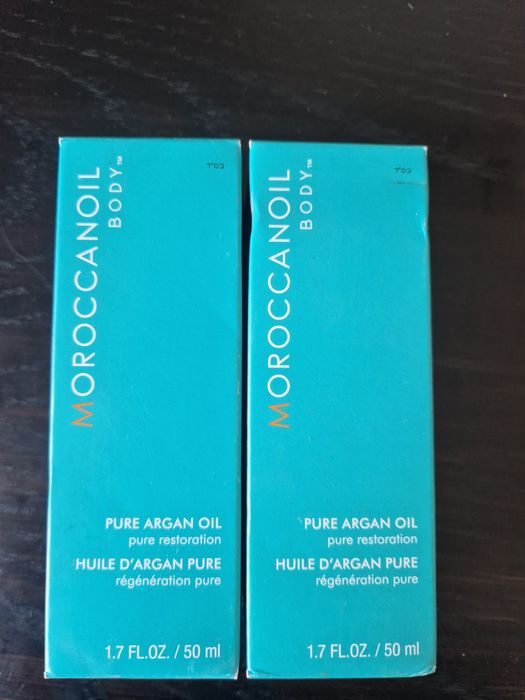 MOROCCANOIL
BODY™
PURE ARGAN OIL
pure restoration
HUILE D'ARGAN PURE
régénération pure
1.7 FL.OZ. / 50 ml
MOROCCANOIL
BODY™
PURE ARGAN OIL
pure restoration
HUILE D'ARGAN PURE
régénération pure
1.7 FL.OZ. / 50 ml